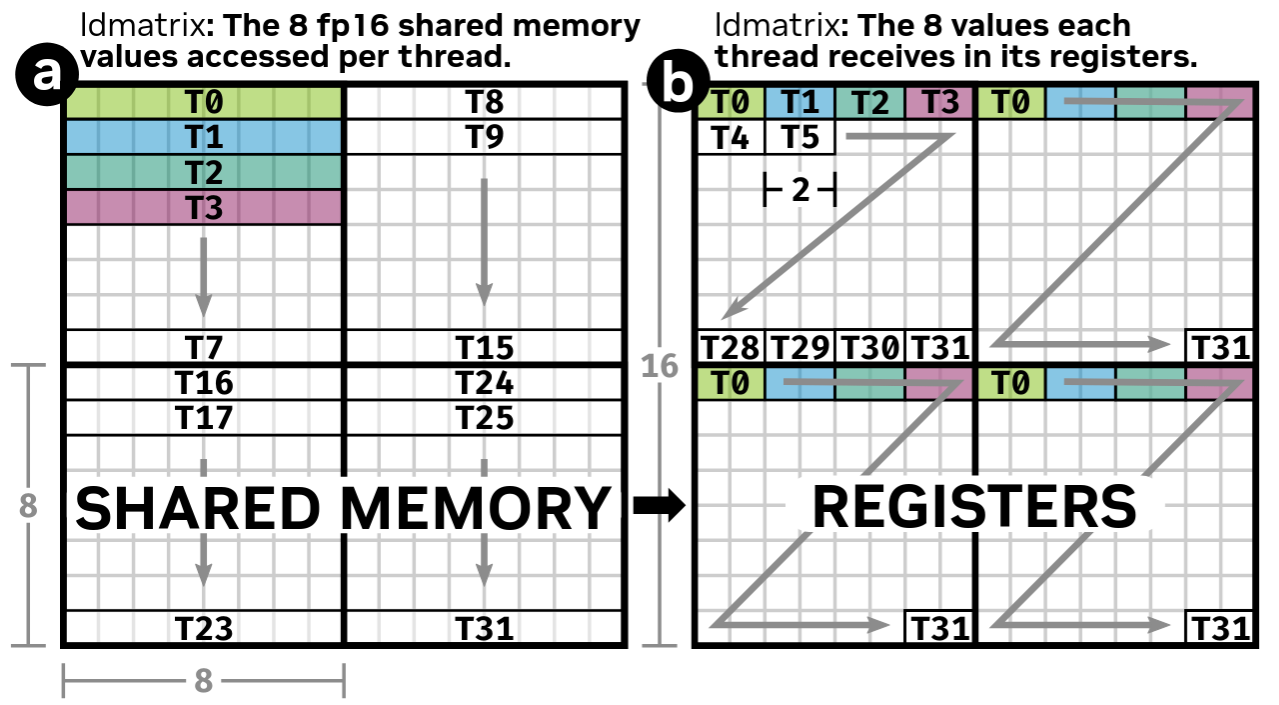 ldmatrix: The 8 fp16 shared memory
values accessed per thread.
a
T0
T8
T1
T9
T2
T3
T7
T15
T16
T24
T17
T25
SHARED MEMORY
T23
T31
8
8
ldmatrix: The 8 values each
thread receives in its registers.
b
T0 T1 T2 T3 T0
T4 T5
2
T28 T29 T30 T31 T31
16
T0 T0
REGISTERS
T31 T31